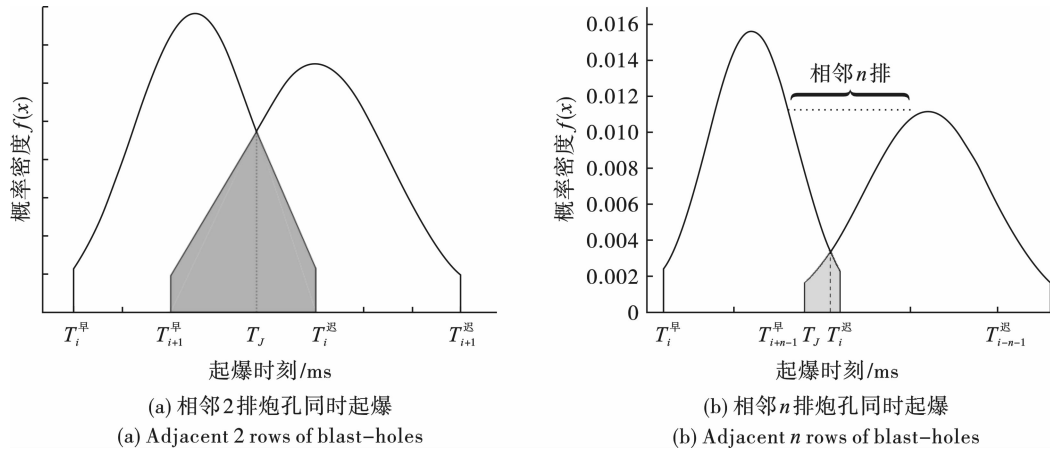 概率密度 f(x)
T_i^早
T_{i+1}^早
T_J
T_i^迟
T_{i+1}^迟
起爆时刻/ms
(a) 相邻2排炮孔同时起爆
(a) Adjacent 2 rows of blast-holes
概率密度 f(x)
0.016
0.014
0.012
0.010
0.008
0.006
0.004
0.002
0
相邻n排
T_i^早
T_{i+n-1}^早
T_J
T_i^迟
T_{i-n-1}^迟
起爆时刻/ms
(b) 相邻n排炮孔同时起爆
(b) Adjacent n rows of blast-holes